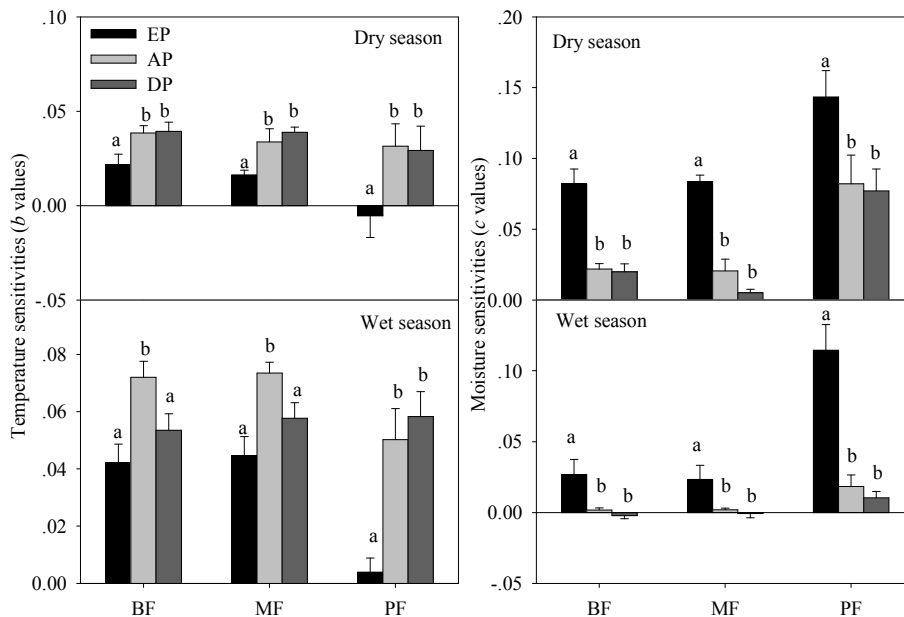 .10
Dry season
EP
AP
DP
.05
a b b
a b b
a b b
0.00
-.05
Temperature sensitivities (b values)
Wet season
.08
.06
.04
.02
0.00
a b a
a b a
a b b
BF MF PF
.20
Dry season
.15
.10
.05
0.00
a b b
a b b
a b b
Moisture sensitivities (c values)
Wet season
.10
.05
0.00
-.05
a b b
a b b
a b b
BF MF PF